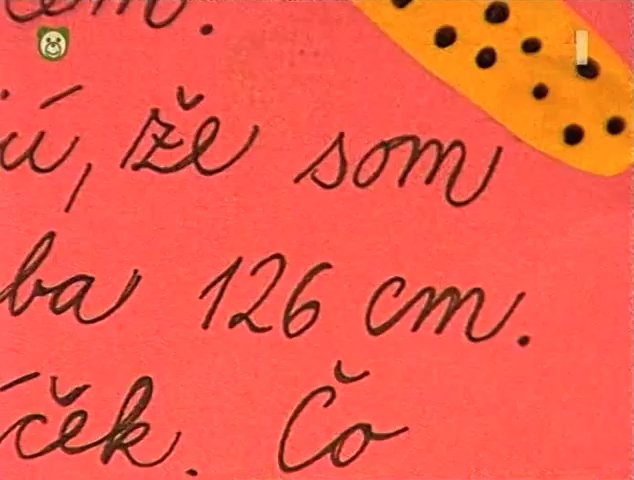 ú, že som
ba 126 cm.
ček. Čo